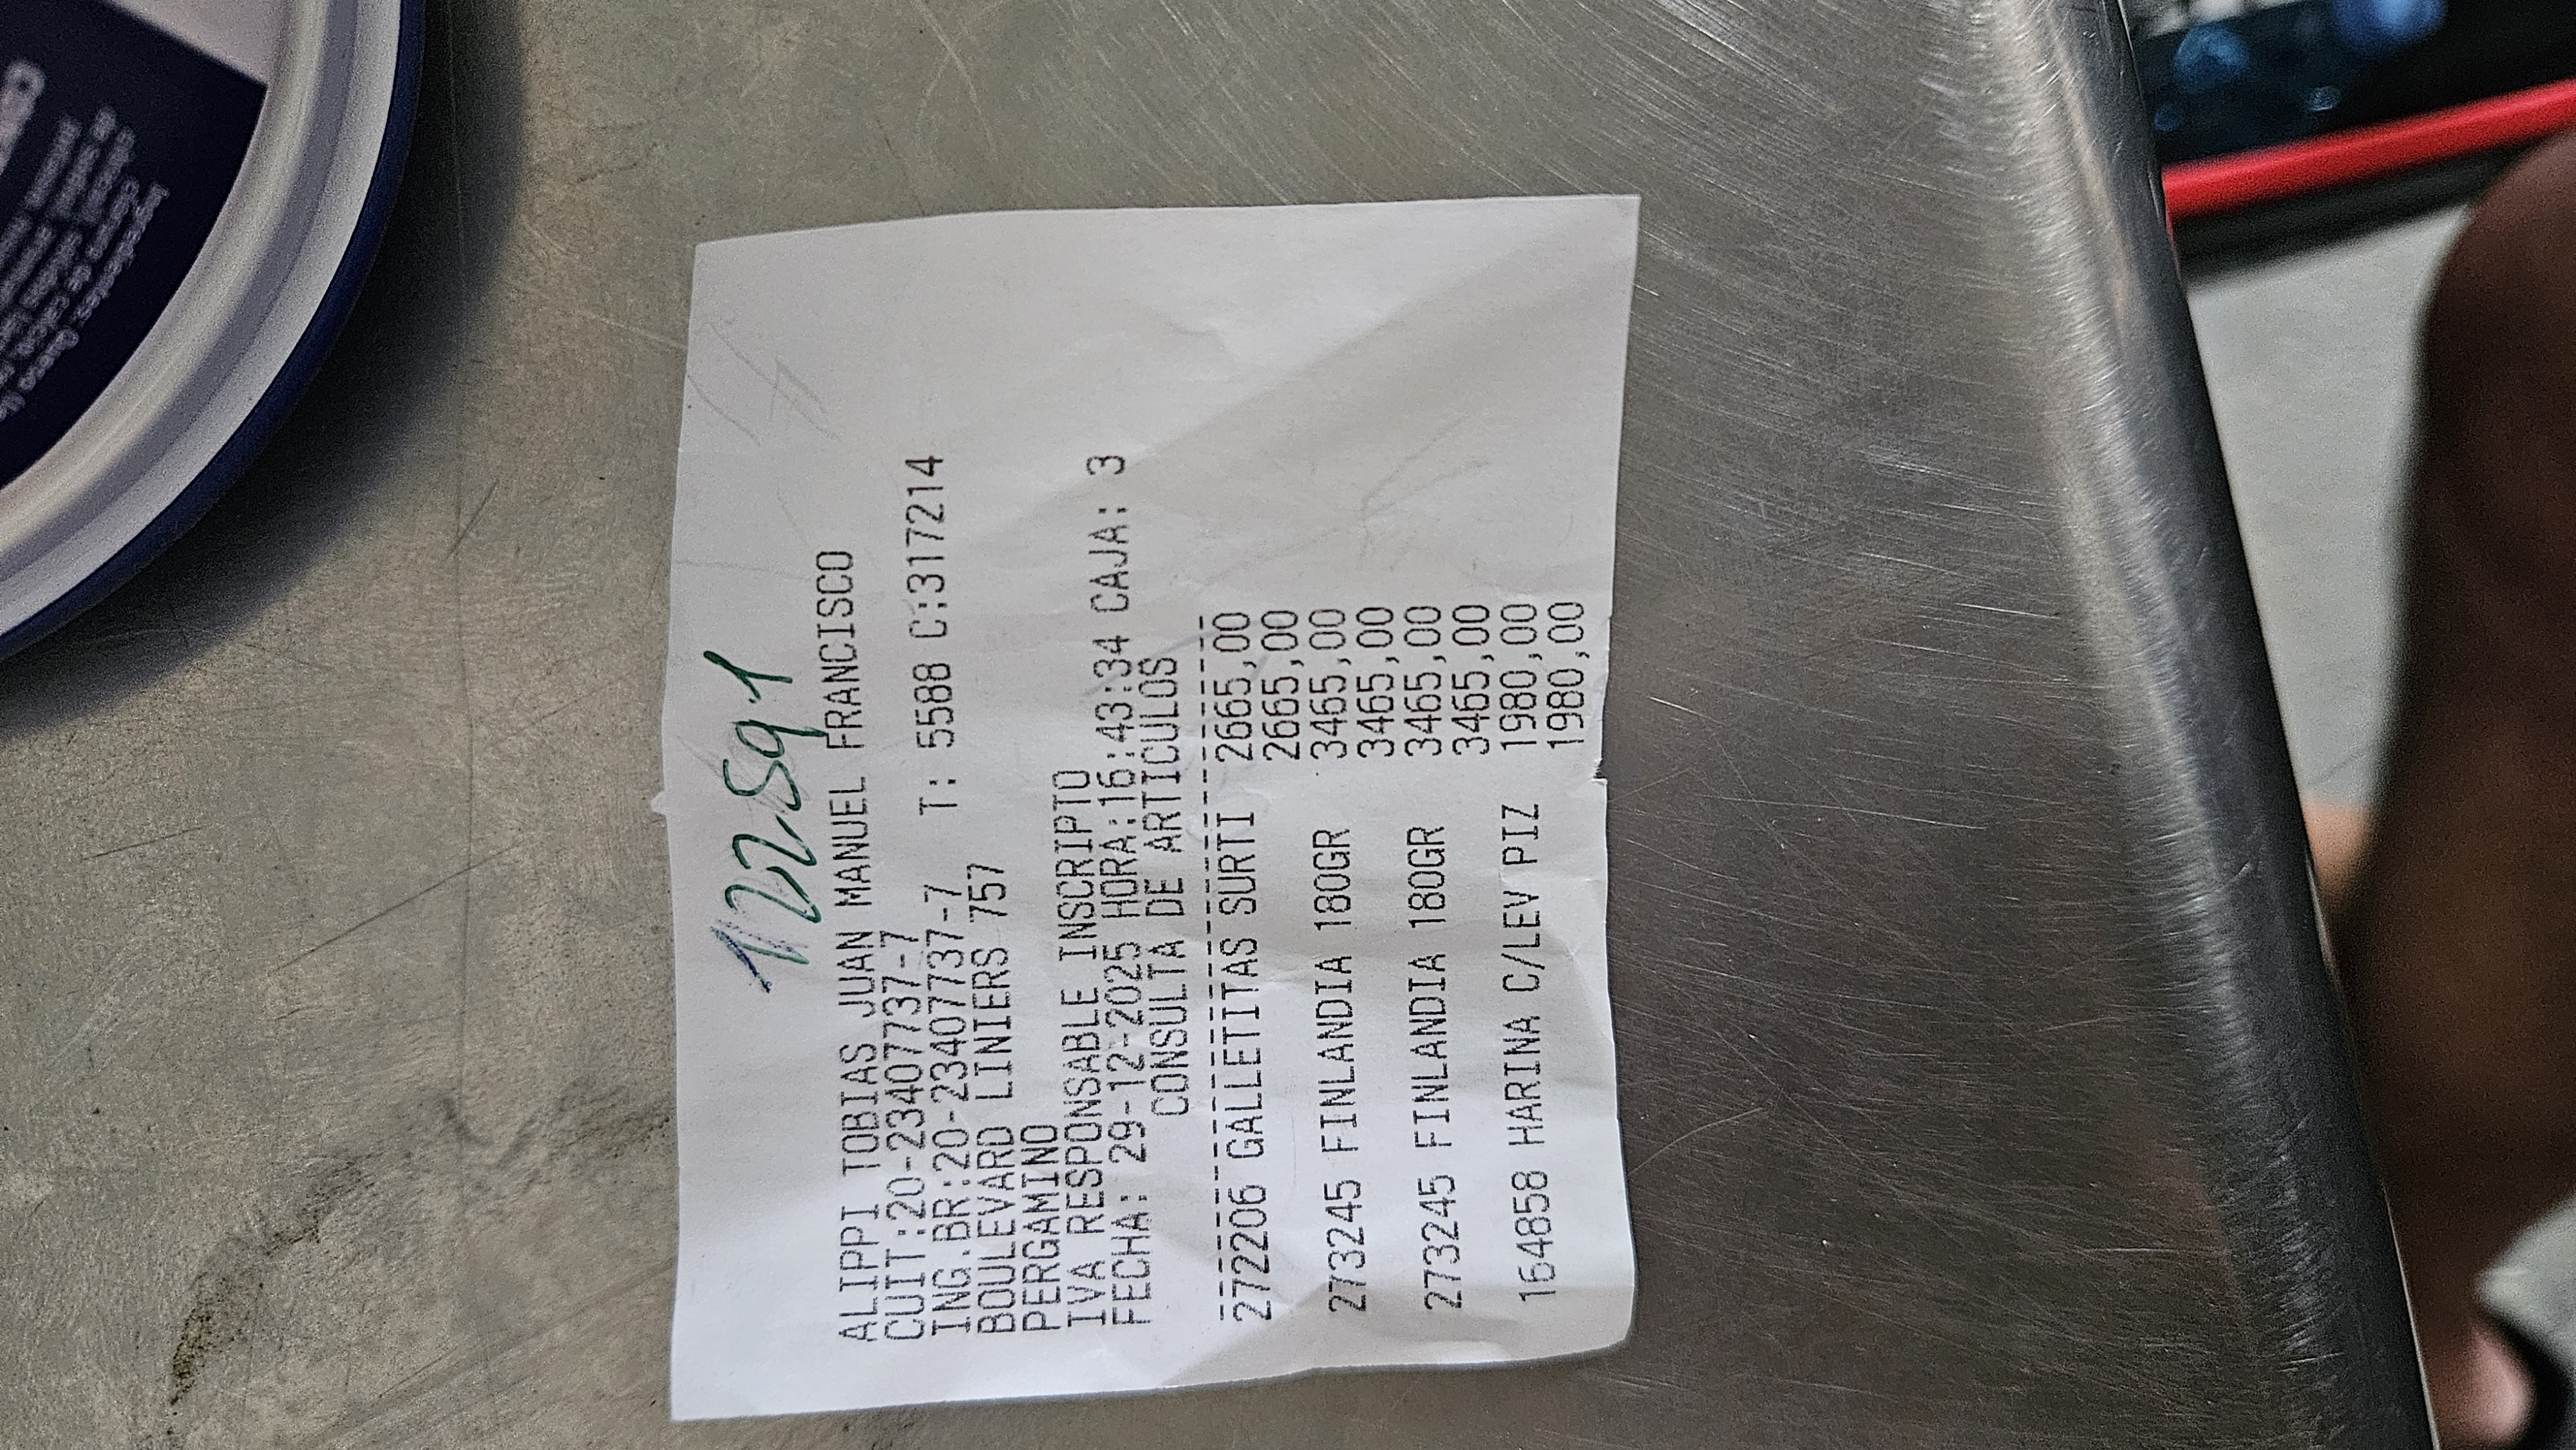 122591
ALIPPI TOBIAS JUAN MANUEL FRANCISCO
CUIT:20-23407737-7
ING.BR:20-23407737-7 T: 5588 C:317214
BOULEVARD LINIERS 757
PERGAMINO
IVA RESPONSABLE INSCRIPTO
FECHA: 29-12-2025 HORA:16:43:34 CAJA: 3
CONSULTA DE ARTICULOS
272206 GALLETITAS SURTI 2665,00
2665,00
273245 FINLANDIA 180GR 3465,00
3465,00
273245 FINLANDIA 180GR 3465,00
3465,00
164858 HARINA C/LEV PIZ 1980,00
1980,00